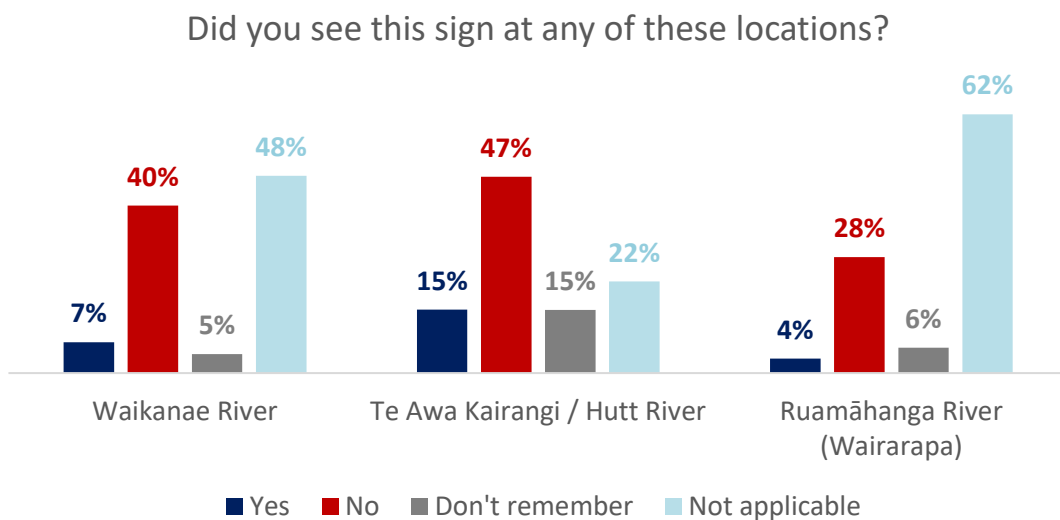 Did you see this sign at any of these locations?
7%
40%
5%
48%
15%
47%
15%
22%
4%
28%
6%
62%
Waikanae River
Te Awa Kairangi / Hutt River
Ruamāhanga River
(Wairarapa)
Yes
No
Don't remember
Not applicable